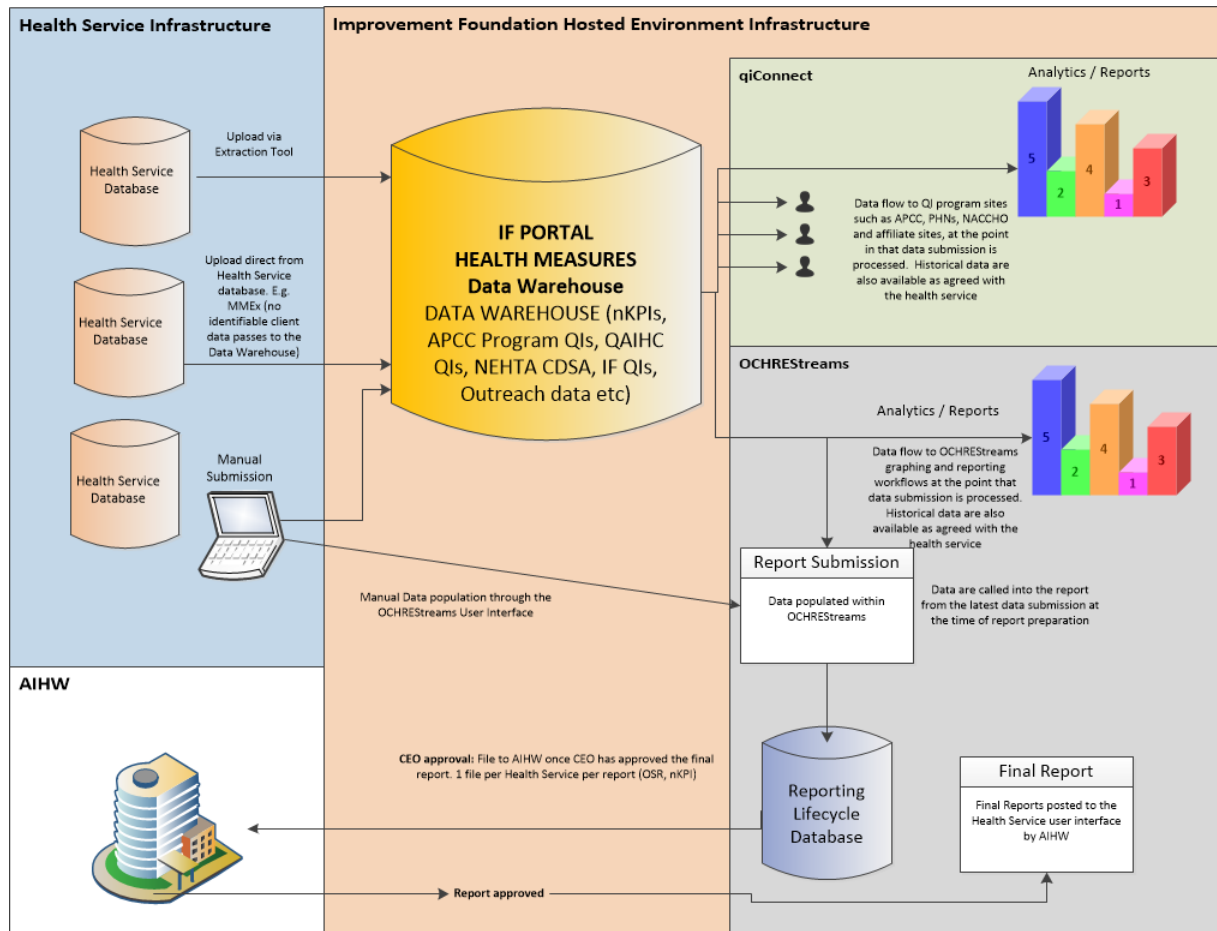 Health Service Infrastructure
Improvement Foundation Hosted Environment Infrastructure
Health Service
Database
Upload via
Extraction Tool
Health Service
Database
Upload direct from
Health Service
database. E.g.
MMEx (no
identifiable client
data passes to the
Data Warehouse)
Health Service
Database
Manual
Submission
IF PORTAL
HEALTH MEASURES
Data Warehouse
DATA WAREHOUSE (nKPIs,
APCC Program QIs, QAIHC
QIs, NEHTA CDSA, IF QIs,
Outreach data etc)
qiConnect
Analytics / Reports
5
2
4
1
3
Data flow to QI program sites
such as APCC, PHNs, NACCHO
and affiliate sites, at the point
in that data submission is
processed. Historical data are
also available as agreed with
the health service
OCHREStreams
Analytics / Reports
5
2
4
1
3
Data flow to OCHREStreams
graphing and reporting
workflows at the point that
data submission is processed.
Historical data are also
available as agreed with the
health service
Manual Data population through the
OCHREStreams User Interface
Report Submission
Data populated within
OCHREStreams
Data are called into the report
from the latest data submission at
the time of report preparation
AIHW
CEO approval: File to AIHW once CEO has approved the final
report. 1 file per Health Service per report (OSR, nKPI)
Reporting
Lifecycle
Database
Final Report
Final Reports posted to the
Health Service user interface
by AIHW
Report approved